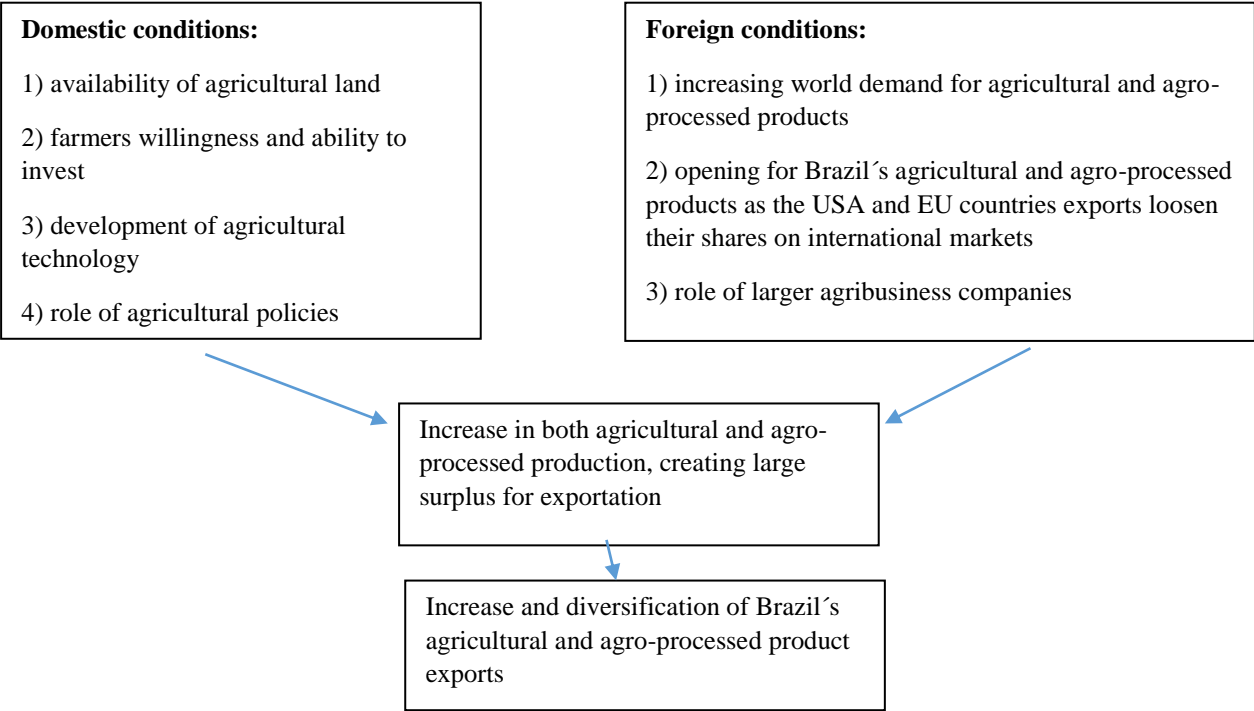 Domestic conditions:
1) availability of agricultural land
2) farmers willingness and ability to
invest
3) development of agricultural
technology
4) role of agricultural policies
Foreign conditions:
1) increasing world demand for agricultural and agro-
processed products
2) opening for Brazil´s agricultural and agro-processed
products as the USA and EU countries exports loosen
their shares on international markets
3) role of larger agribusiness companies
Increase in both agricultural and agro-
processed production, creating large
surplus for exportation
Increase and diversification of Brazil´s
agricultural and agro-processed product
exports